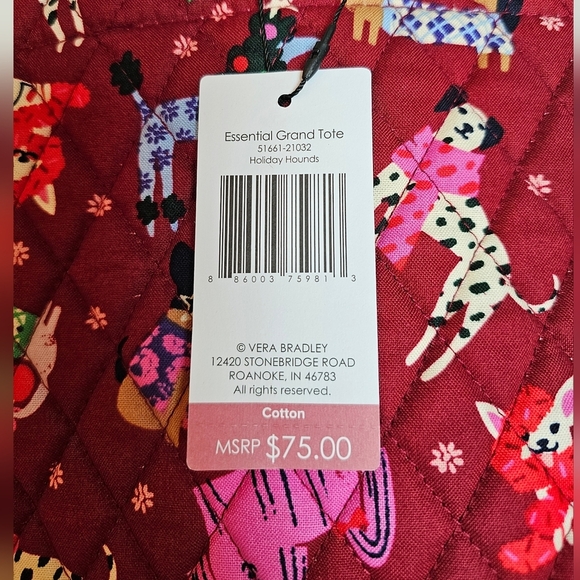 Essential Grand Tote
51661-21032
Holiday Hounds
8 86003 75981 3
© VERA BRADLEY
12420 STONEBRIDGE ROAD
ROANOKE, IN 46783
All rights reserved.
Cotton
MSRP $75.00